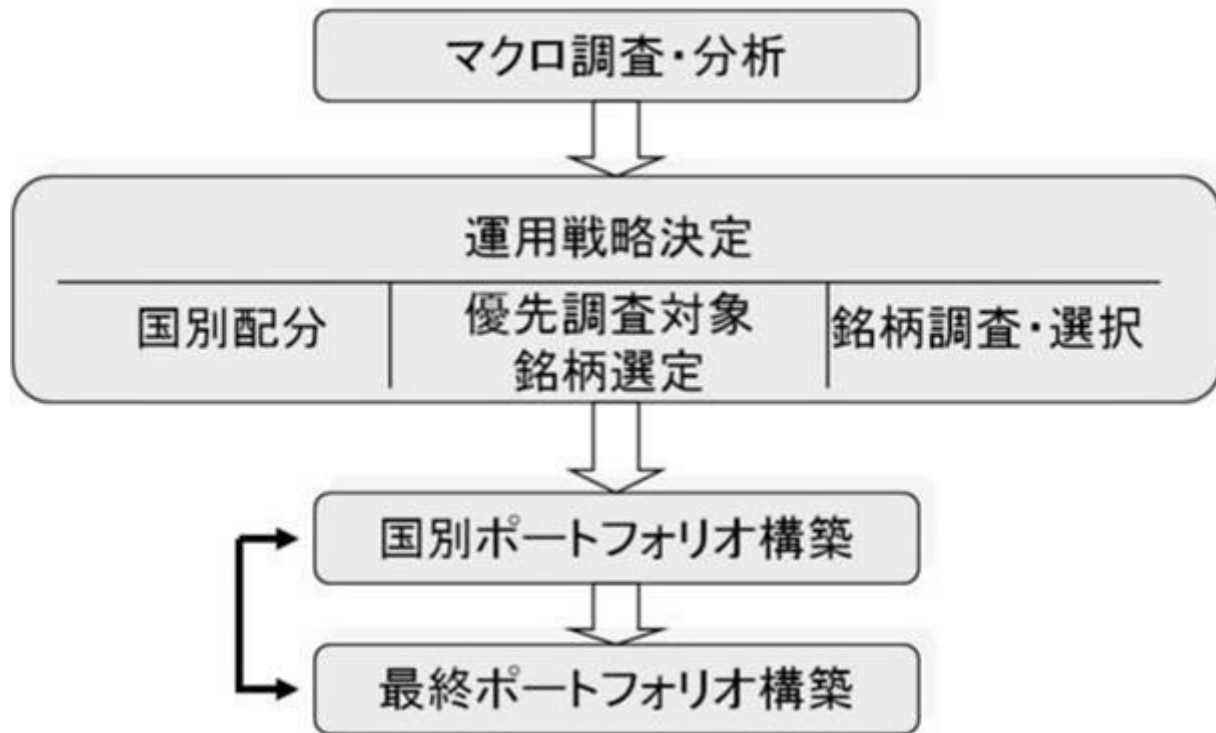 マクロ調査・分析
運用戦略決定
国別配分
優先調査対象
銘柄選定
銘柄調査・選択
国別ポートフォリオ構築
最終ポートフォリオ構築